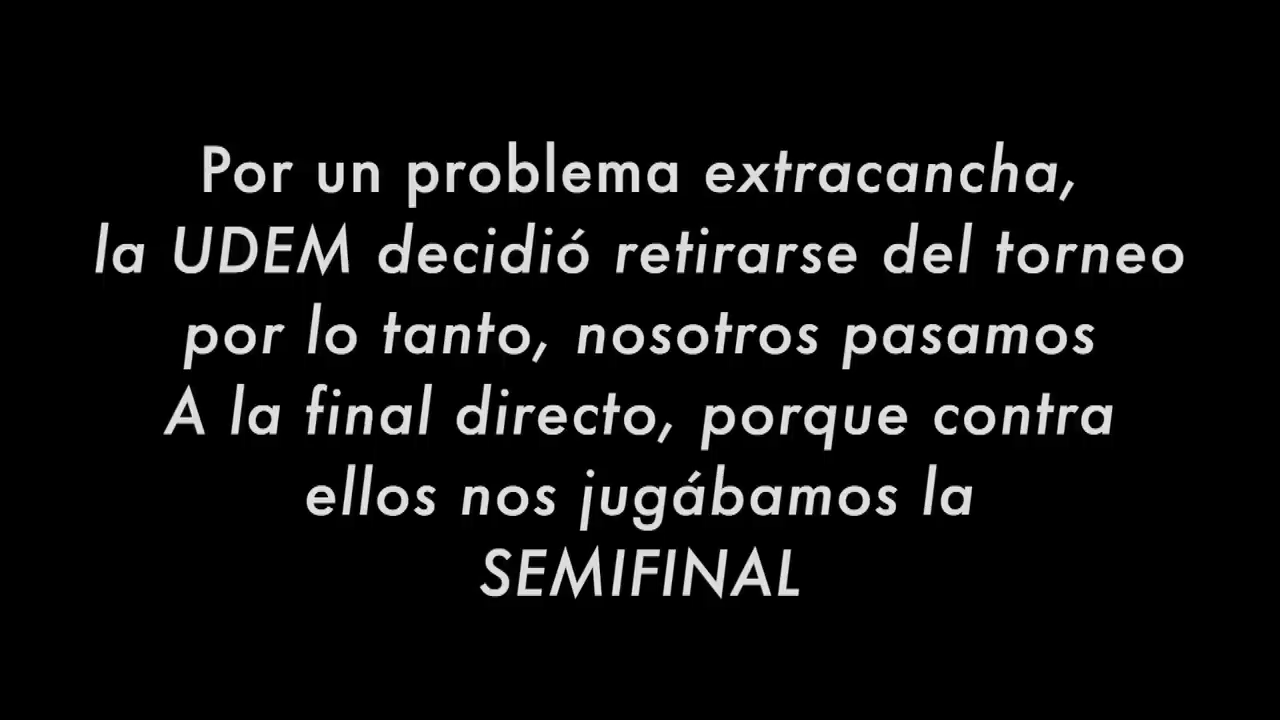 Por un problema extracancha,
la UDEM decidió retirarse del torneo
por lo tanto, nosotros pasamos
A la final directo, porque contra
ellos nos jugábamos la
SEMIFINAL